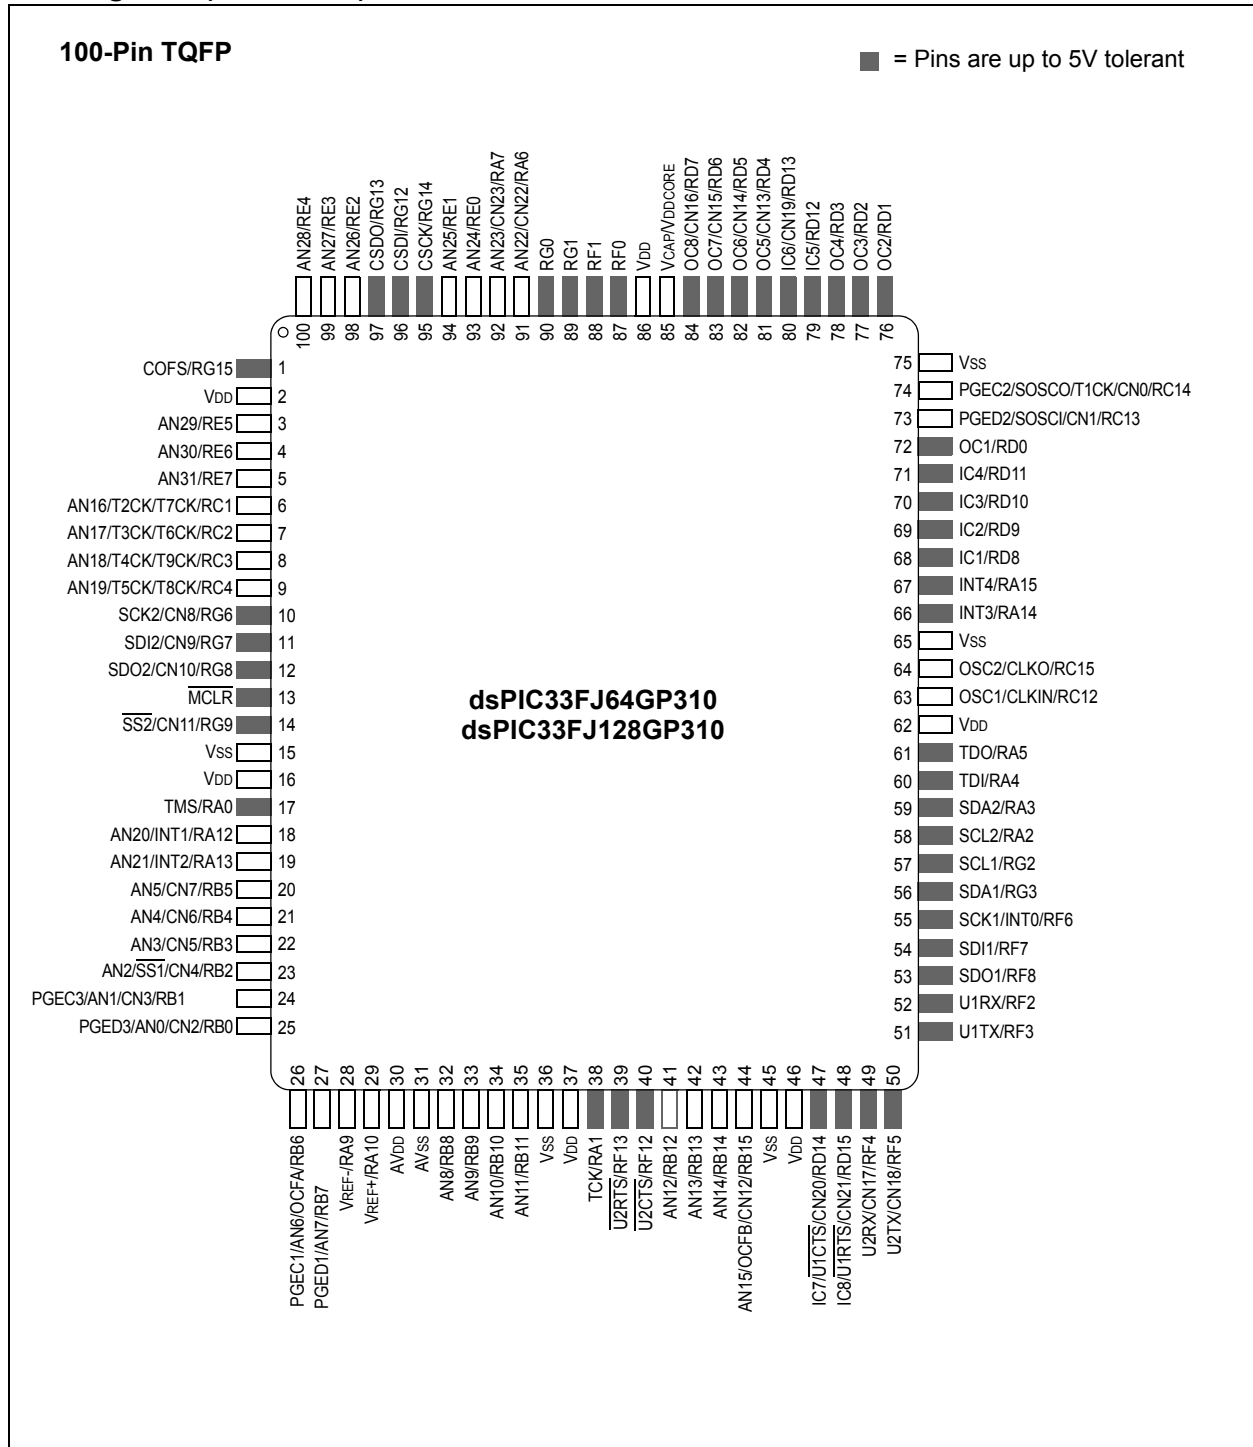 100-Pin TQFP
= Pins are up to 5V tolerant
AN28/RE4
AN27/RE3
AN26/RE2
CSDO/RG13
CSDI/RG12
CSCK/RG14
AN25/RE1
AN24/RE0
AN23/CN23/RA7
AN22/CN22/RA6
RG0
RG1
RF1
RF0
VDD
VCAP/VDDCORE
OC8/CN16/RD7
OC7/CN15/RD6
OC6/CN14/RD5
OC5/CN13/RD4
IC6/CN19/RD13
IC5/RD12
OC4/RD3
OC3/RD2
OC2/RD1
100
99
98
97
96
95
94
93
92
91
90
89
88
87
86
85
84
83
82
81
80
79
78
77
76
COFS/RG15 1
VDD 2
AN29/RE5 3
AN30/RE6 4
AN31/RE7 5
AN16/T2CK/T7CK/RC1 6
AN17/T3CK/T6CK/RC2 7
AN18/T4CK/T9CK/RC3 8
AN19/T5CK/T8CK/RC4 9
SCK2/CN8/RG6 10
SDI2/CN9/RG7 11
SDO2/CN10/RG8 12
MCLR 13
SS2/CN11/RG9 14
VSS 15
VDD 16
TMS/RA0 17
AN20/INT1/RA12 18
AN21/INT2/RA13 19
AN5/CN7/RB5 20
AN4/CN6/RB4 21
AN3/CN5/RB3 22
AN2/SS1/CN4/RB2 23
PGEC3/AN1/CN3/RB1 24
PGED3/AN0/CN2/RB0 25
dsPIC33FJ64GP310
dsPIC33FJ128GP310
75 VSS
74 PGEC2/SOSCO/T1CK/CN0/RC14
73 PGED2/SOSCI/CN1/RC13
72 OC1/RD0
71 IC4/RD11
70 IC3/RD10
69 IC2/RD9
68 IC1/RD8
67 INT4/RA15
66 INT3/RA14
65 VSS
64 OSC2/CLKO/RC15
63 OSC1/CLKIN/RC12
62 VDD
61 TDO/RA5
60 TDI/RA4
59 SDA2/RA3
58 SCL2/RA2
57 SCL1/RG2
56 SDA1/RG3
55 SCK1/INT0/RF6
54 SDI1/RF7
53 SDO1/RF8
52 U1RX/RF2
51 U1TX/RF3
26
27
28
29
30
31
32
33
34
35
36
37
38
39
40
41
42
43
44
45
46
47
48
49
50
PGEC1/AN6/OCFA/RB6
PGED1/AN7/RB7
VREF-/RA9
VREF+/RA10
AVDD
AVSS
AN8/RB8
AN9/RB9
AN10/RB10
AN11/RB11
VSS
VDD
TCK/RA1
U2RTS/RF13
U2CTS/RF12
AN12/RB12
AN13/RB13
AN14/RB14
AN15/OCFB/CN12/RB15
VSS
VDD
IC7/U1CTS/CN20/RD14
IC8/U1RTS/CN21/RD15
U2RX/CN17/RF4
U2TX/CN18/RF5